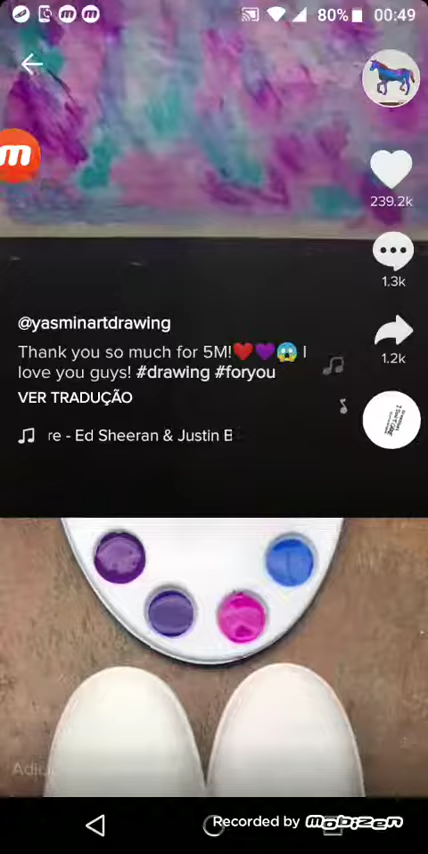 80% 00:49
239.2k
1.3k
@yasminartdrawing
Thank you so much for 5M!❤️💜😱 I
1.2k
love you guys! #drawing #foryou
VER TRADUÇÃO
re - Ed Sheeran & Justin B
Adic
Recorded by mobizen